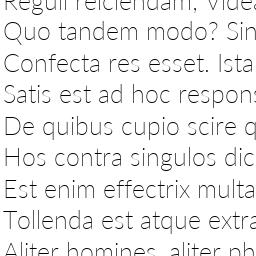 Reguli reiciendam, Videa
Quo tandem modo? Sin
Confecta res esset. Ista
Satis est ad hoc respons
De quibus cupio scire q
Hos contra singulos dic
Est enim effectrix multa
Tollenda est atque extra
Aliter homines, aliter ph